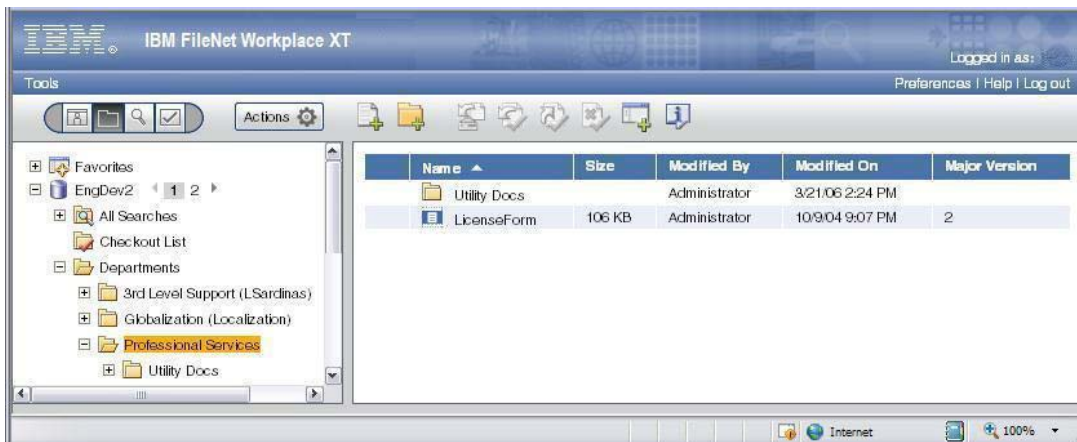 IBM® IBM FileNet Workplace XT
Logged in as:
Tools Preferences | Help | Log out
Actions
Favorites
EngDev2 1 2
All Searches
Checkout List
Departments
3rd Level Support (LSardinas)
Globalization (Localization)
Professional Services
Utility Docs
Name Size Modified By Modified On Major Version
Utility Docs Administrator 3/21/06 2:24 PM
LicenseForm 106 KB Administrator 10/9/04 9:07 PM 2
Internet 100%